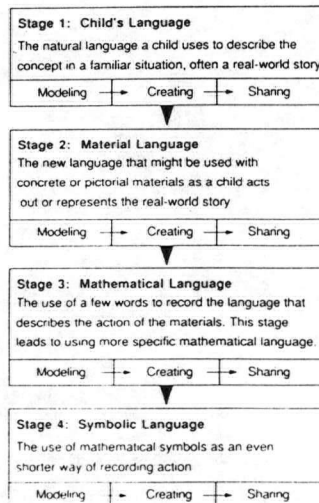 Stage 1: Child's Language
The natural language a child uses to describe the
concept in a familiar situation, often a real-world story
Modeling Creating Sharing
Stage 2: Material Language
The new language that might be used with
concrete or pictorial materials as a child acts
out or represents the real-world story
Modeling Creating Sharing
Stage 3: Mathematical Language
The use of a few words to record the language that
describes the action of the materials. This stage
leads to using more specific mathematical language.
Modeling Creating Sharing
Stage 4: Symbolic Language
The use of mathematical symbols as an even
shorter way of recording action
Modeling Creating Sharing